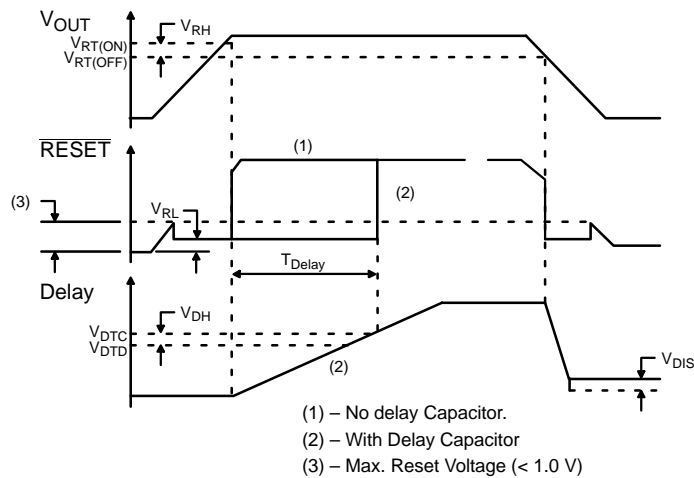 VOUT
VRT(ON)
VRT(OFF)
VRH
RESET
(1)
(2)
(3)
VRL
TDelay
Delay
VDTC
VDTD
VDH
(2)
VDIS
(1) – No delay Capacitor.
(2) – With Delay Capacitor
(3) – Max. Reset Voltage (< 1.0 V)